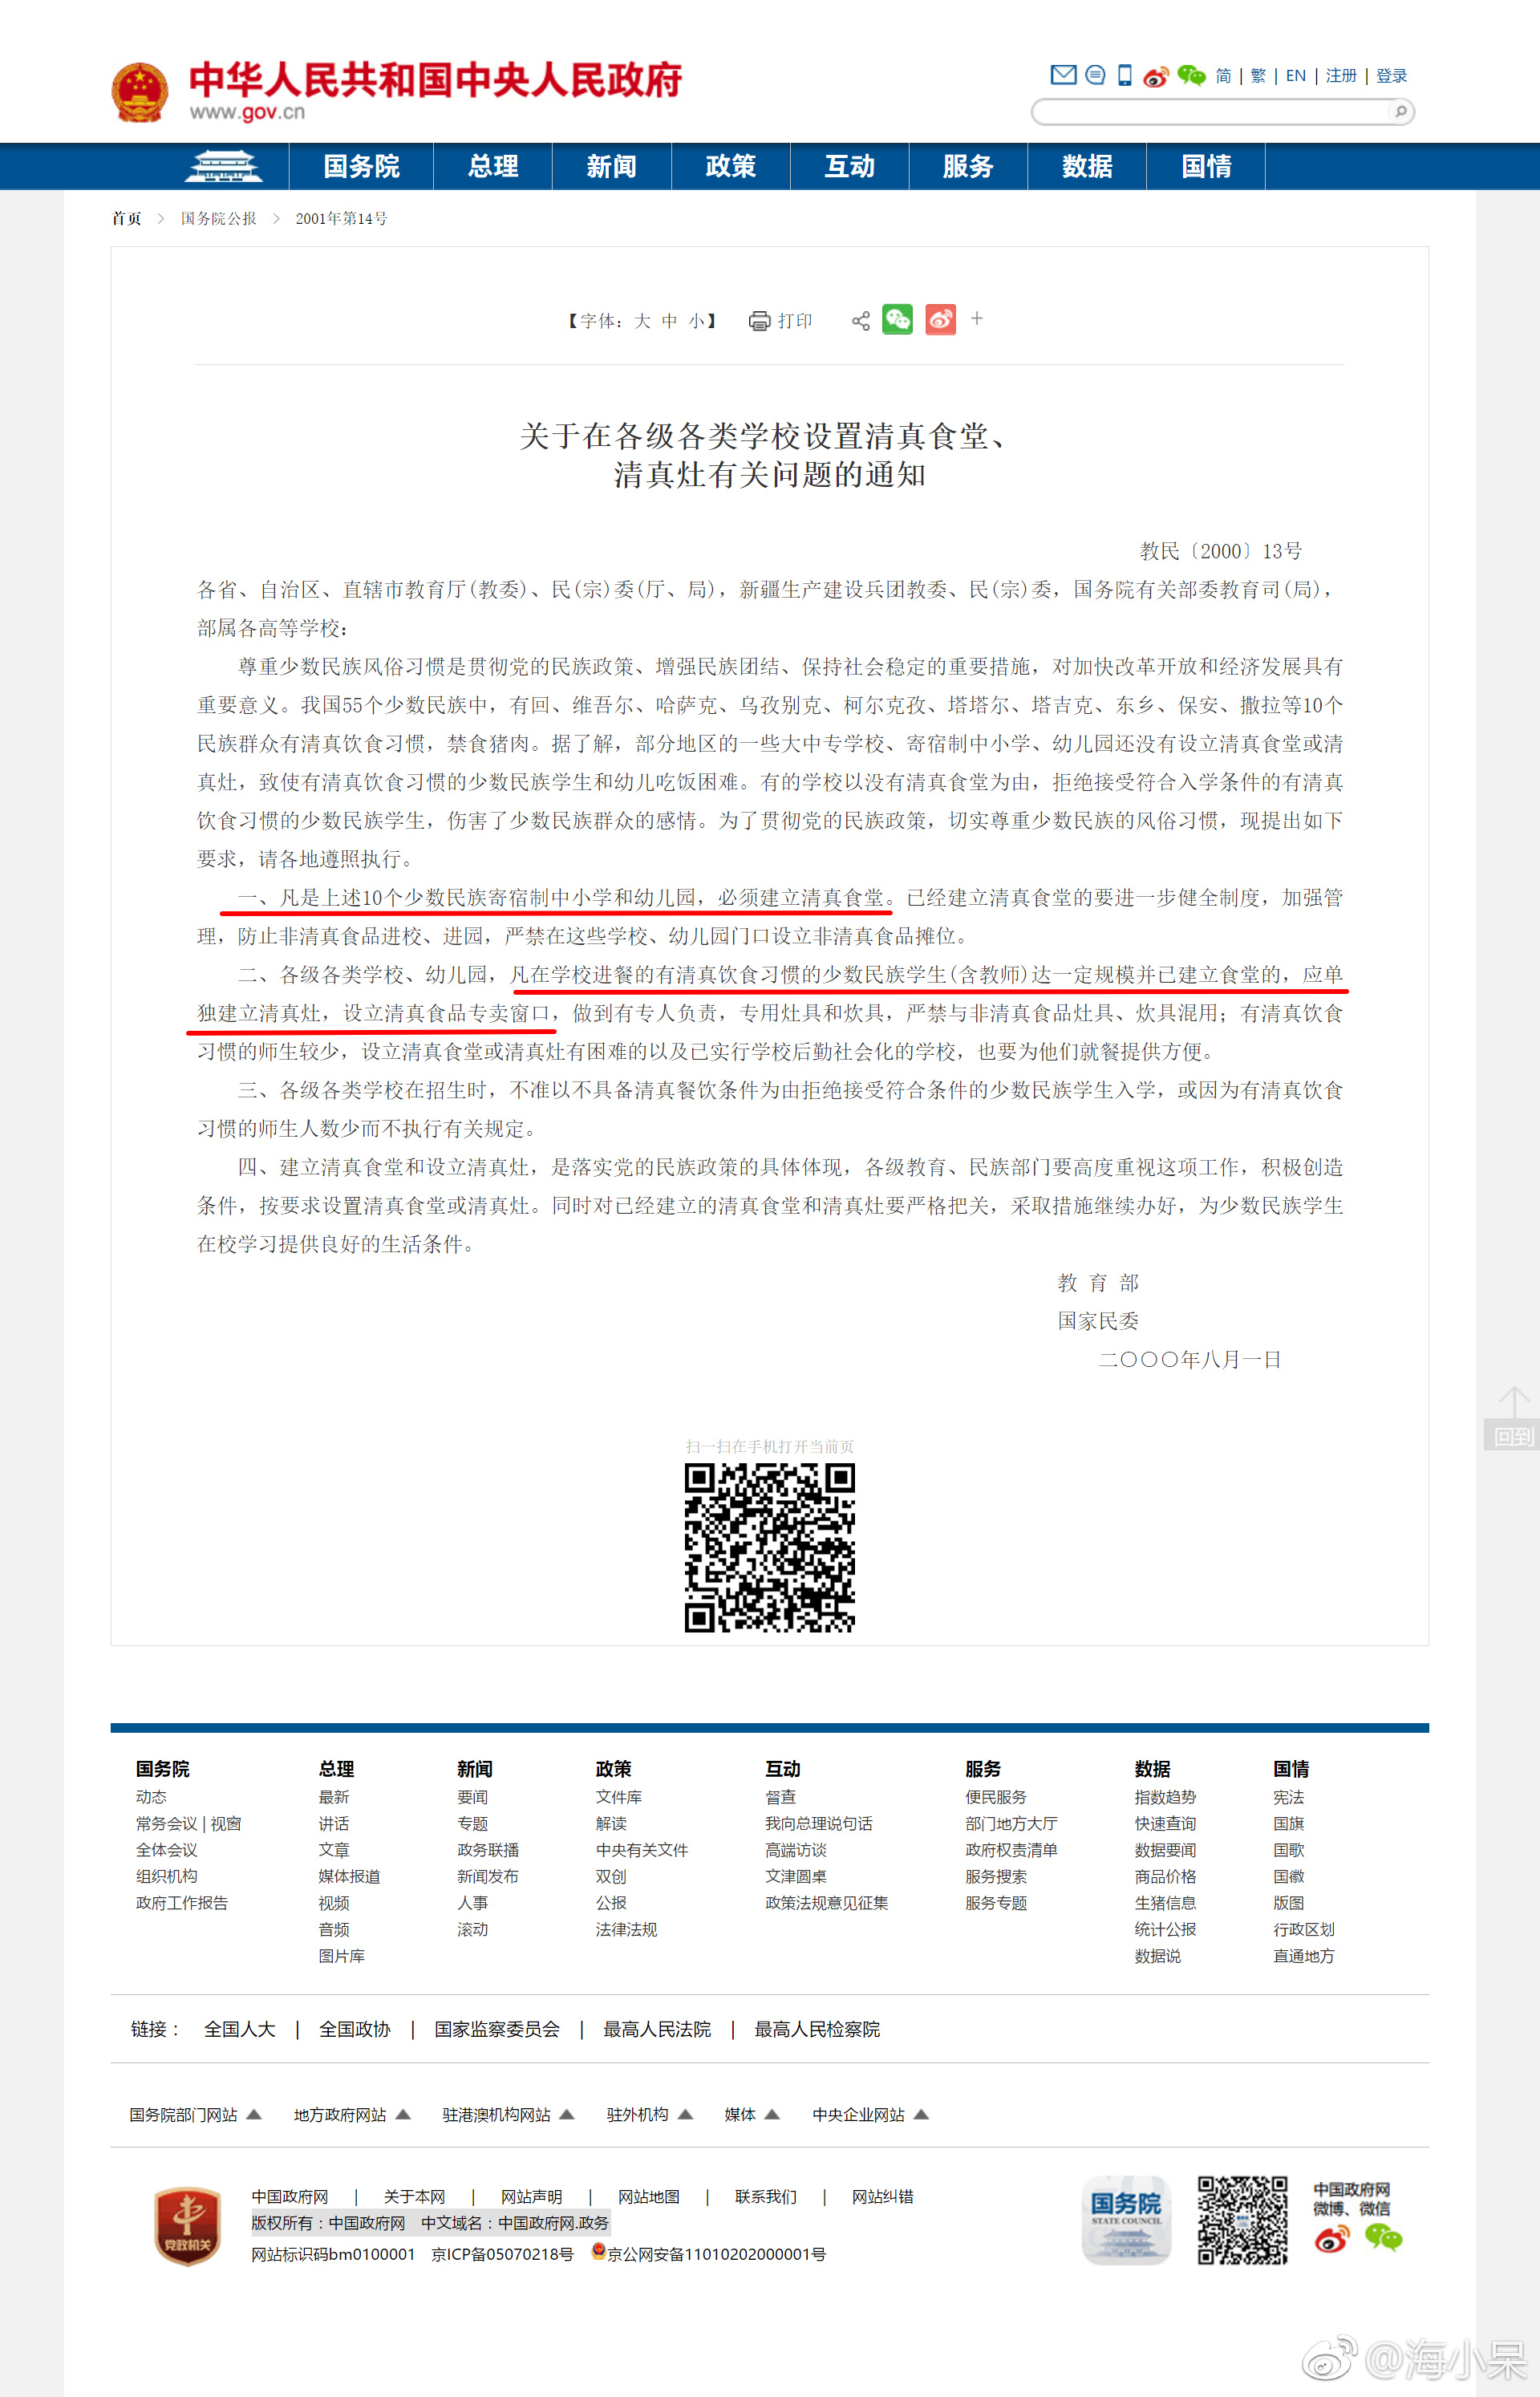 中华人民共和国中央人民政府
www.gov.cn
简 | 繁 | EN | 注册 | 登录
国务院 总理 新闻 政策 互动 服务 数据 国情
首页 > 国务院公报 > 2001年第14号
【字体：大 中 小】 打印 +
关于在各级各类学校设置清真食堂、
清真灶有关问题的通知
教民〔2000〕13号
各省、自治区、直辖市教育厅(教委)、民(宗)委(厅、局)，新疆生产建设兵团教委、民(宗)委，国务院有关部委教育司(局)，
部属各高等学校：
尊重少数民族风俗习惯是贯彻党的民族政策、增强民族团结、保持社会稳定的重要措施，对加快改革开放和经济发展具有
重要意义。我国55个少数民族中，有回、维吾尔、哈萨克、乌孜别克、柯尔克孜、塔塔尔、塔吉克、东乡、保安、撒拉等10个
民族群众有清真饮食习惯，禁食猪肉。据了解，部分地区的一些大中专学校、寄宿制中小学、幼儿园还没有设立清真食堂或清
真灶，致使有清真饮食习惯的少数民族学生和幼儿吃饭困难。有的学校以没有清真食堂为由，拒绝接受符合入学条件的有清真
饮食习惯的少数民族学生，伤害了少数民族群众的感情。为了贯彻党的民族政策，切实尊重少数民族的风俗习惯，现提出如下
要求，请各地遵照执行。
一、凡是上述10个少数民族寄宿制中小学和幼儿园，必须建立清真食堂。已经建立清真食堂的要进一步健全制度，加强管
理，防止非清真食品进校、进园，严禁在这些学校、幼儿园门口设立非清真食品摊位。
二、各级各类学校、幼儿园，凡在学校进餐的有清真饮食习惯的少数民族学生(含教师)达一定规模并已建立食堂的，应单
独建立清真灶，设立清真食品专卖窗口，做到有专人负责，专用灶具和炊具，严禁与非清真食品灶具、炊具混用；有清真饮食
习惯的师生较少，设立清真食堂或清真灶有困难的以及已实行学校后勤社会化的学校，也要为他们就餐提供方便。
三、各级各类学校在招生时，不准以不具备清真餐饮条件为由拒绝接受符合条件的少数民族学生入学，或因为有清真饮食
习惯的师生人数少而不执行有关规定。
四、建立清真食堂和设立清真灶，是落实党的民族政策的具体体现，各级教育、民族部门要高度重视这项工作，积极创造
条件，按要求设置清真食堂或清真灶。同时对已经建立的清真食堂和清真灶要严格把关，采取措施继续办好，为少数民族学生
在校学习提供良好的生活条件。
教 育 部
国家民委
二〇〇〇年八月一日
回到
扫一扫在手机打开当前页
国务院 总理 新闻 政策 互动 服务 数据 国情
动态 最新 要闻 文件库 督查 便民服务 指数趋势 宪法
常务会议 | 视窗 讲话 专题 解读 我向总理说句话 部门地方大厅 快速查询 国旗
全体会议 文章 政务联播 中央有关文件 高端访谈 政府权责清单 数据要闻 国歌
组织机构 媒体报道 新闻发布 双创 文津圆桌 服务搜索 商品价格 国徽
政府工作报告 视频 人事 公报 政策法规意见征集 服务专题 生猪信息 版图
音频 滚动 法律法规 统计公报 行政区划
图片库 数据说 直通地方
链接： 全国人大 | 全国政协 | 国家监察委员会 | 最高人民法院 | 最高人民检察院
国务院部门网站 地方政府网站 驻港澳机构网站 驻外机构 媒体 中央企业网站
中国政府网 | 关于本网 | 网站声明 | 网站地图 | 联系我们 | 网站纠错
版权所有：中国政府网 中文域名：中国政府网.政务
网站标识码bm0100001 京ICP备05070218号 京公网安备11010202000001号
党政机关
国务院
STATE COUNCIL
中国政府网
微博、微信
@海小呆